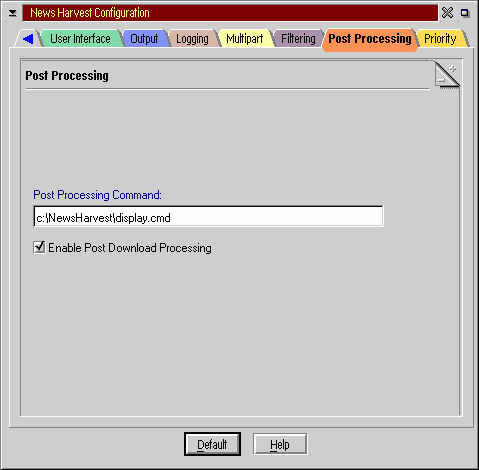 News Harvest Configuration
User Interface Output Logging Multipart Filtering Post Processing Priority
Post Processing
Post Processing Command:
c:\NewsHarvest\display.cmd
Enable Post Download Processing
Default Help